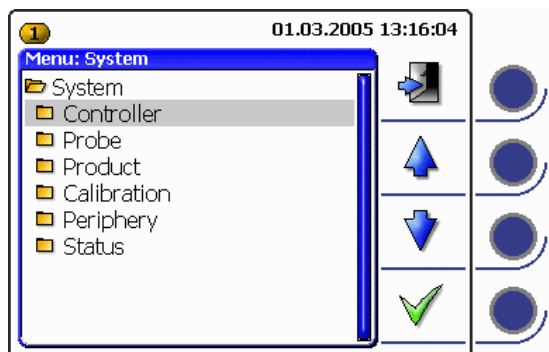 1
01.03.2005 13:16:04
Menu: System
System
Controller
Probe
Product
Calibration
Periphery
Status